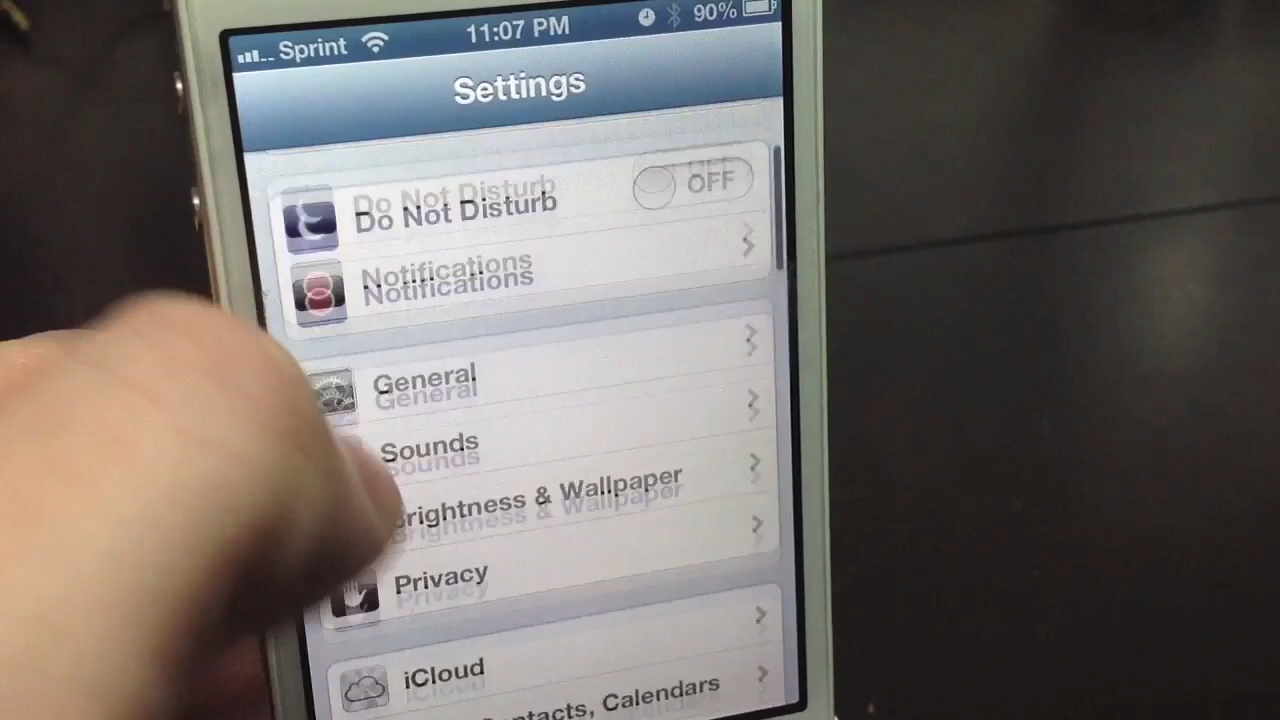 Sprint 11:07 PM 90%
Settings
Do Not Disturb OFF
Notifications
General
Sounds
Brightness & Wallpaper
Privacy
iCloud
Contacts, Calendars